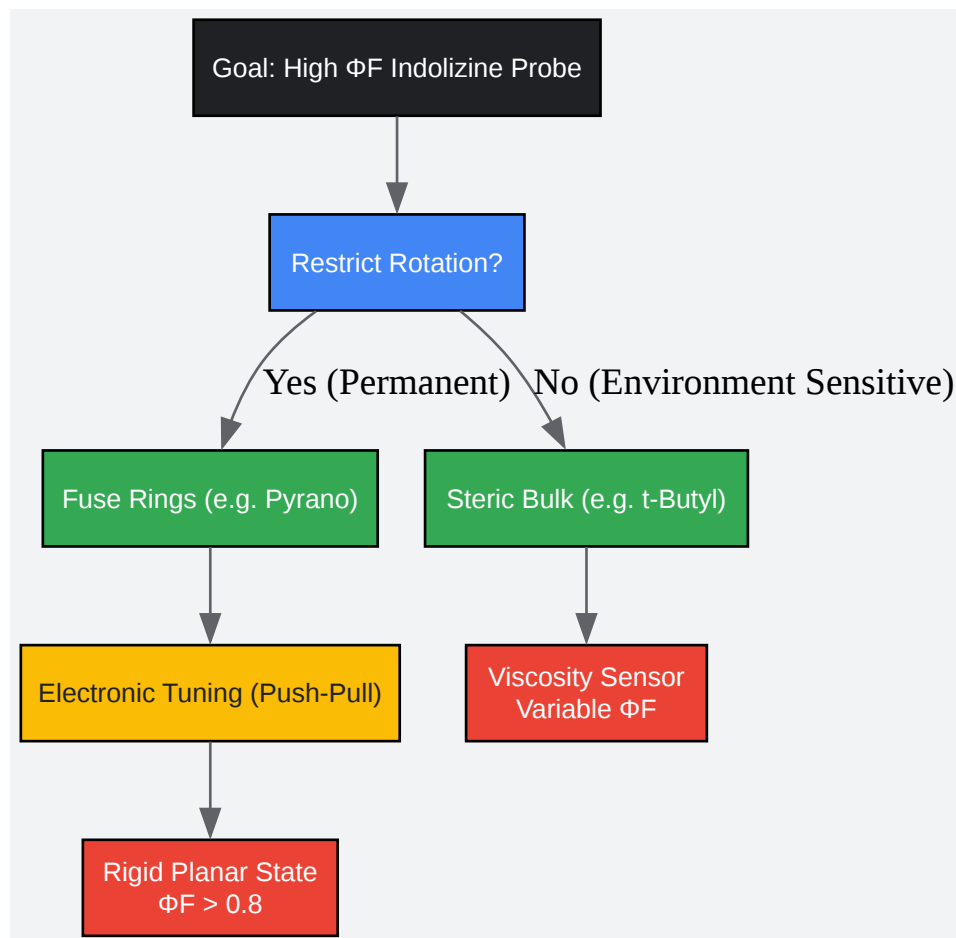 Goal: High ΦF Indolizine Probe
Restrict Rotation?
Yes (Permanent)
No (Environment Sensitive)
Fuse Rings (e.g. Pyrano)
Steric Bulk (e.g. t-Butyl)
Electronic Tuning (Push-Pull)
Viscosity Sensor
Variable ΦF
Rigid Planar State
ΦF > 0.8